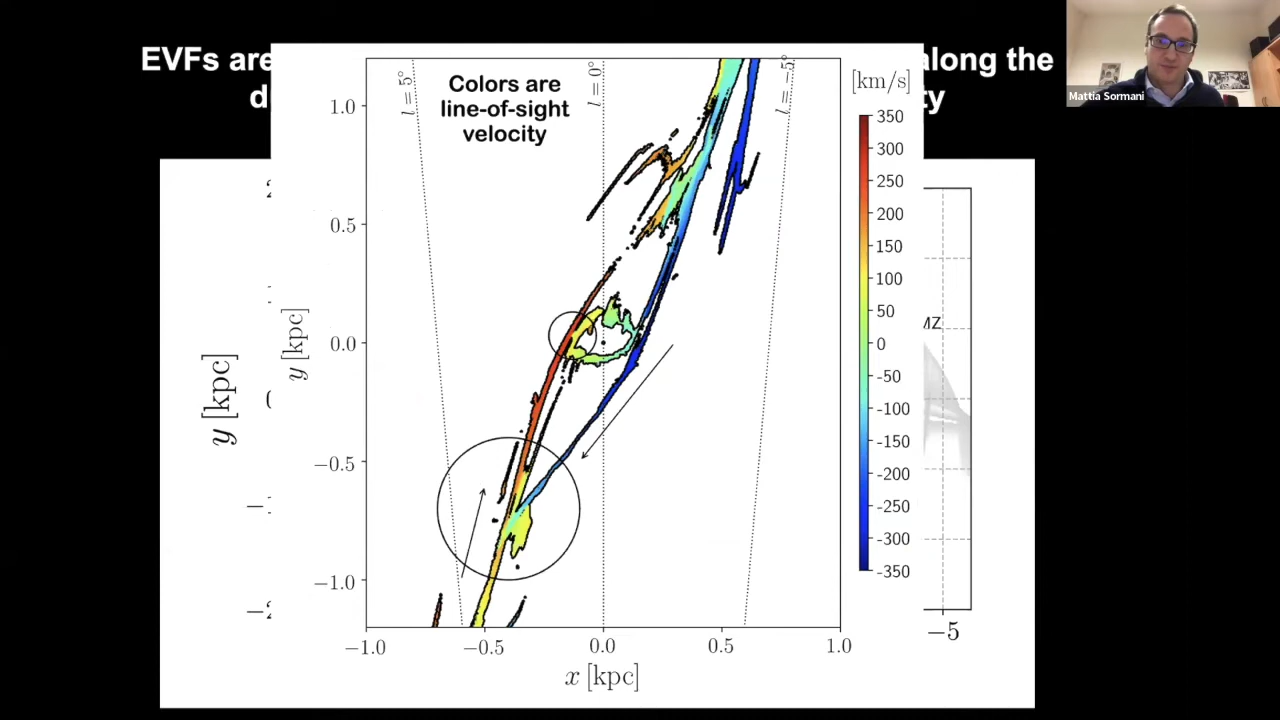 EVFs are
along the
d
ty
Mattia Sormani
Colors are
line-of-sight
velocity
l = 5°
l = 0°
l = −5°
[km/s]
350
300
250
200
150
100
50
0
-50
-100
-150
-200
-250
-300
-350
1.0
0.5
0.0
−0.5
−1.0
y [kpc]
y [kpc]
−1.0
−0.5
0.0
0.5
1.0
x [kpc]
MZ
−5